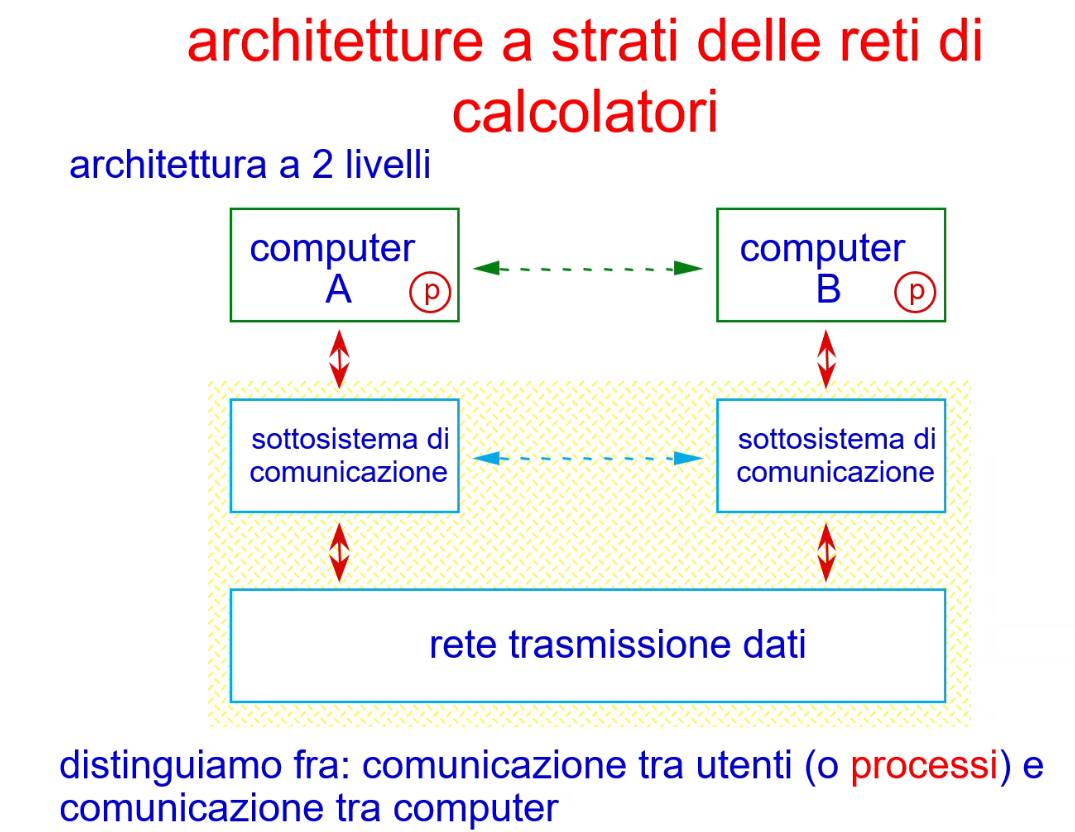 architetture a strati delle reti di
calcolatori
architettura a 2 livelli
computer
A
p
computer
B
p
sottosistema di
comunicazione
sottosistema di
comunicazione
rete trasmissione dati
distinguiamo fra: comunicazione tra utenti (o processi) e
comunicazione tra computer